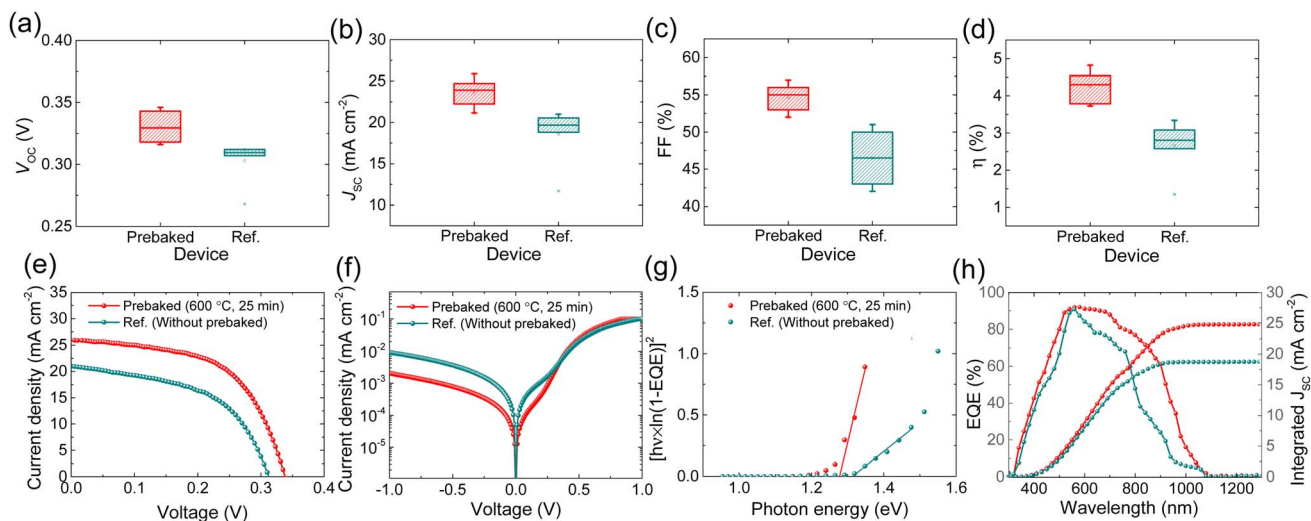 (a)
0.40
0.35
0.30
0.25
V_OC (V)
Prebaked
Ref.
Device
(b)
30
25
20
15
10
J_SC (mA cm⁻²)
Prebaked
Ref.
Device
(c)
60
55
50
45
40
FF (%)
Prebaked
Ref.
Device
(d)
5
4
3
2
1
η (%)
Prebaked
Ref.
Device
(e)
35
30
25
20
15
10
5
0
Current density (mA cm⁻²)
Prebaked (600 °C, 25 min)
Ref. (Without prebaked)
0.0 0.1 0.2 0.3 0.4
Voltage (V)
(f)
10⁻¹
10⁻²
10⁻³
10⁻⁴
10⁻⁵
Current density (mA cm⁻²)
Prebaked (600 °C, 25 min)
Ref. (Without prebaked)
-1.0 -0.5 0.0 0.5 1.0
Voltage (V)
(g)
1.5
1.0
0.5
0.0
[hv×ln(1-EQE)]²
Prebaked (600 °C, 25 min)
Ref. (Without prebaked)
1.0 1.2 1.4 1.6
Photon energy (eV)
(h)
100
80
60
40
20
0
EQE (%)
30
25
20
15
10
5
0
Integrated J_SC (mA cm⁻²)
400 600 800 1000 1200
Wavelength (nm)